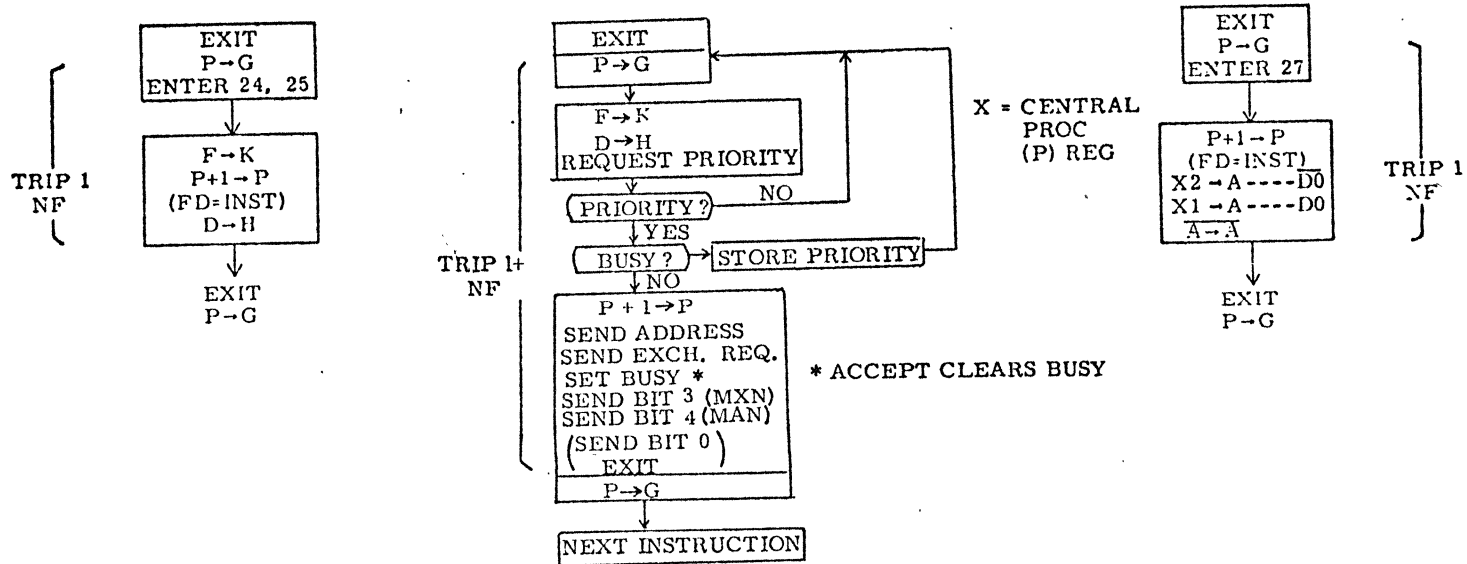 EXIT
P→G
ENTER 24, 25
TRIP 1
NF
F→K
P+1→P
(FD=INST)
D→H
EXIT
P→G
EXIT
P→G
TRIP 1+
NF
F→K
D→H
REQUEST PRIORITY
PRIORITY?
NO
YES
BUSY?
STORE PRIORITY
NO
P + 1→P
SEND ADDRESS
SEND EXCH. REQ.
SET BUSY *
SEND BIT 3 (MXN)
SEND BIT 4 (MAN)
(SEND BIT 0)
EXIT
P→G
NEXT INSTRUCTION
X = CENTRAL
PROC
(P) REG
* ACCEPT CLEARS BUSY
EXIT
P→G
ENTER 27
TRIP 1
NF
P+1→P
(FD=INST)
X2→A----D̅0̅
X1→A----D0
A̅→̅A̅
EXIT
P→G